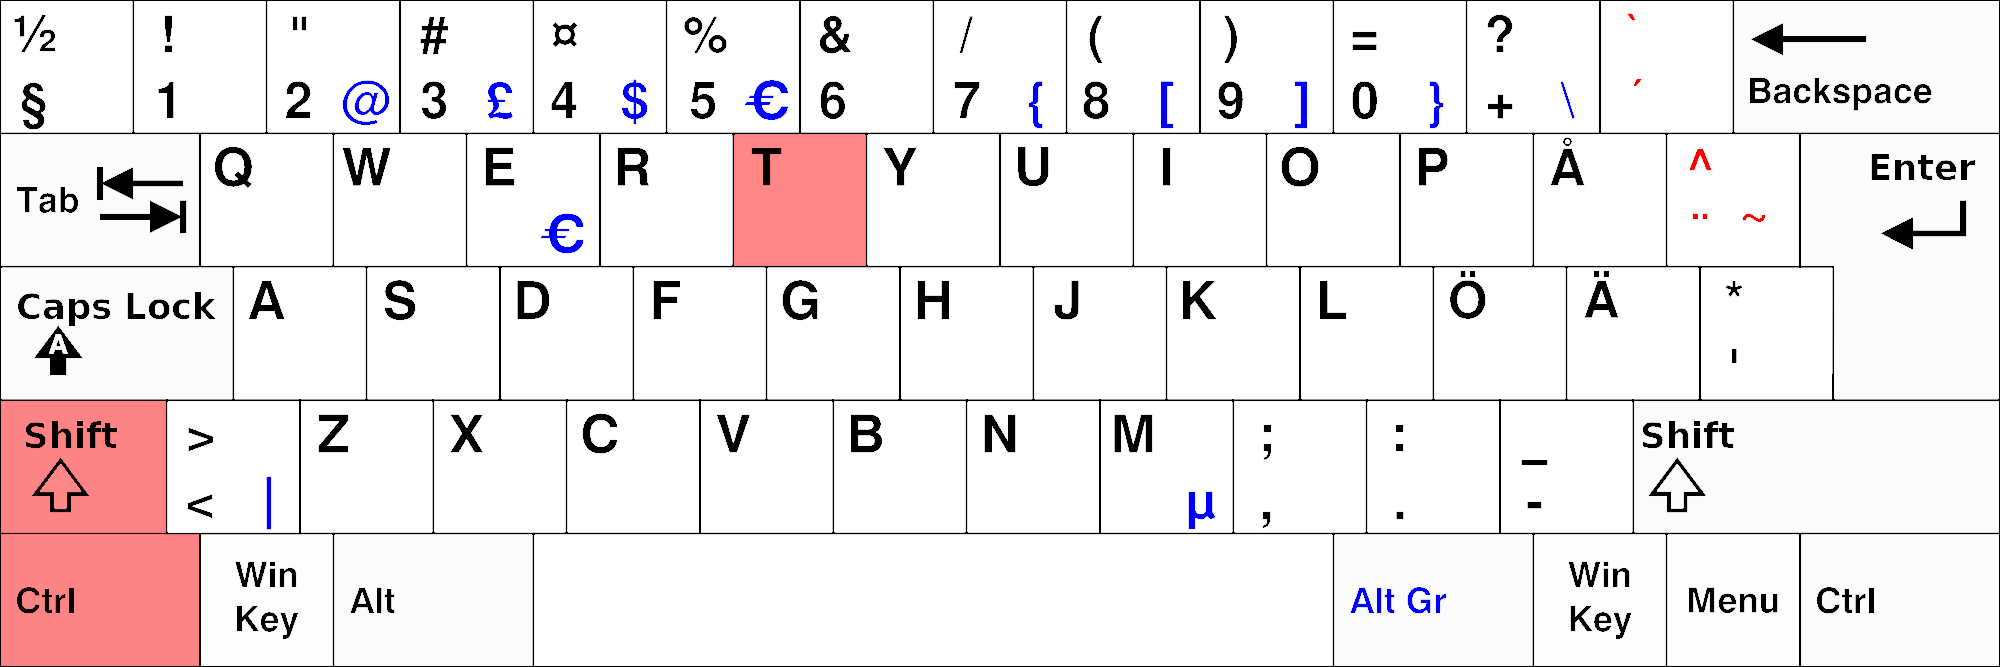 ½ ! " # ¤ % & / ( ) = ? `
§ 1 2 @ 3 £ 4 $ 5 € 6 7 { 8 [ 9 ] 0 } + \ ´ Backspace
Tab Q W E R T Y U I O P Å ^ Enter
€ ¨ ~
Caps Lock A S D F G H J K L Ö Ä *
A '
Shift > Z X C V B N M ; : _ Shift
< | µ , . -
Ctrl Win Key Alt Alt Gr Win Key Menu Ctrl